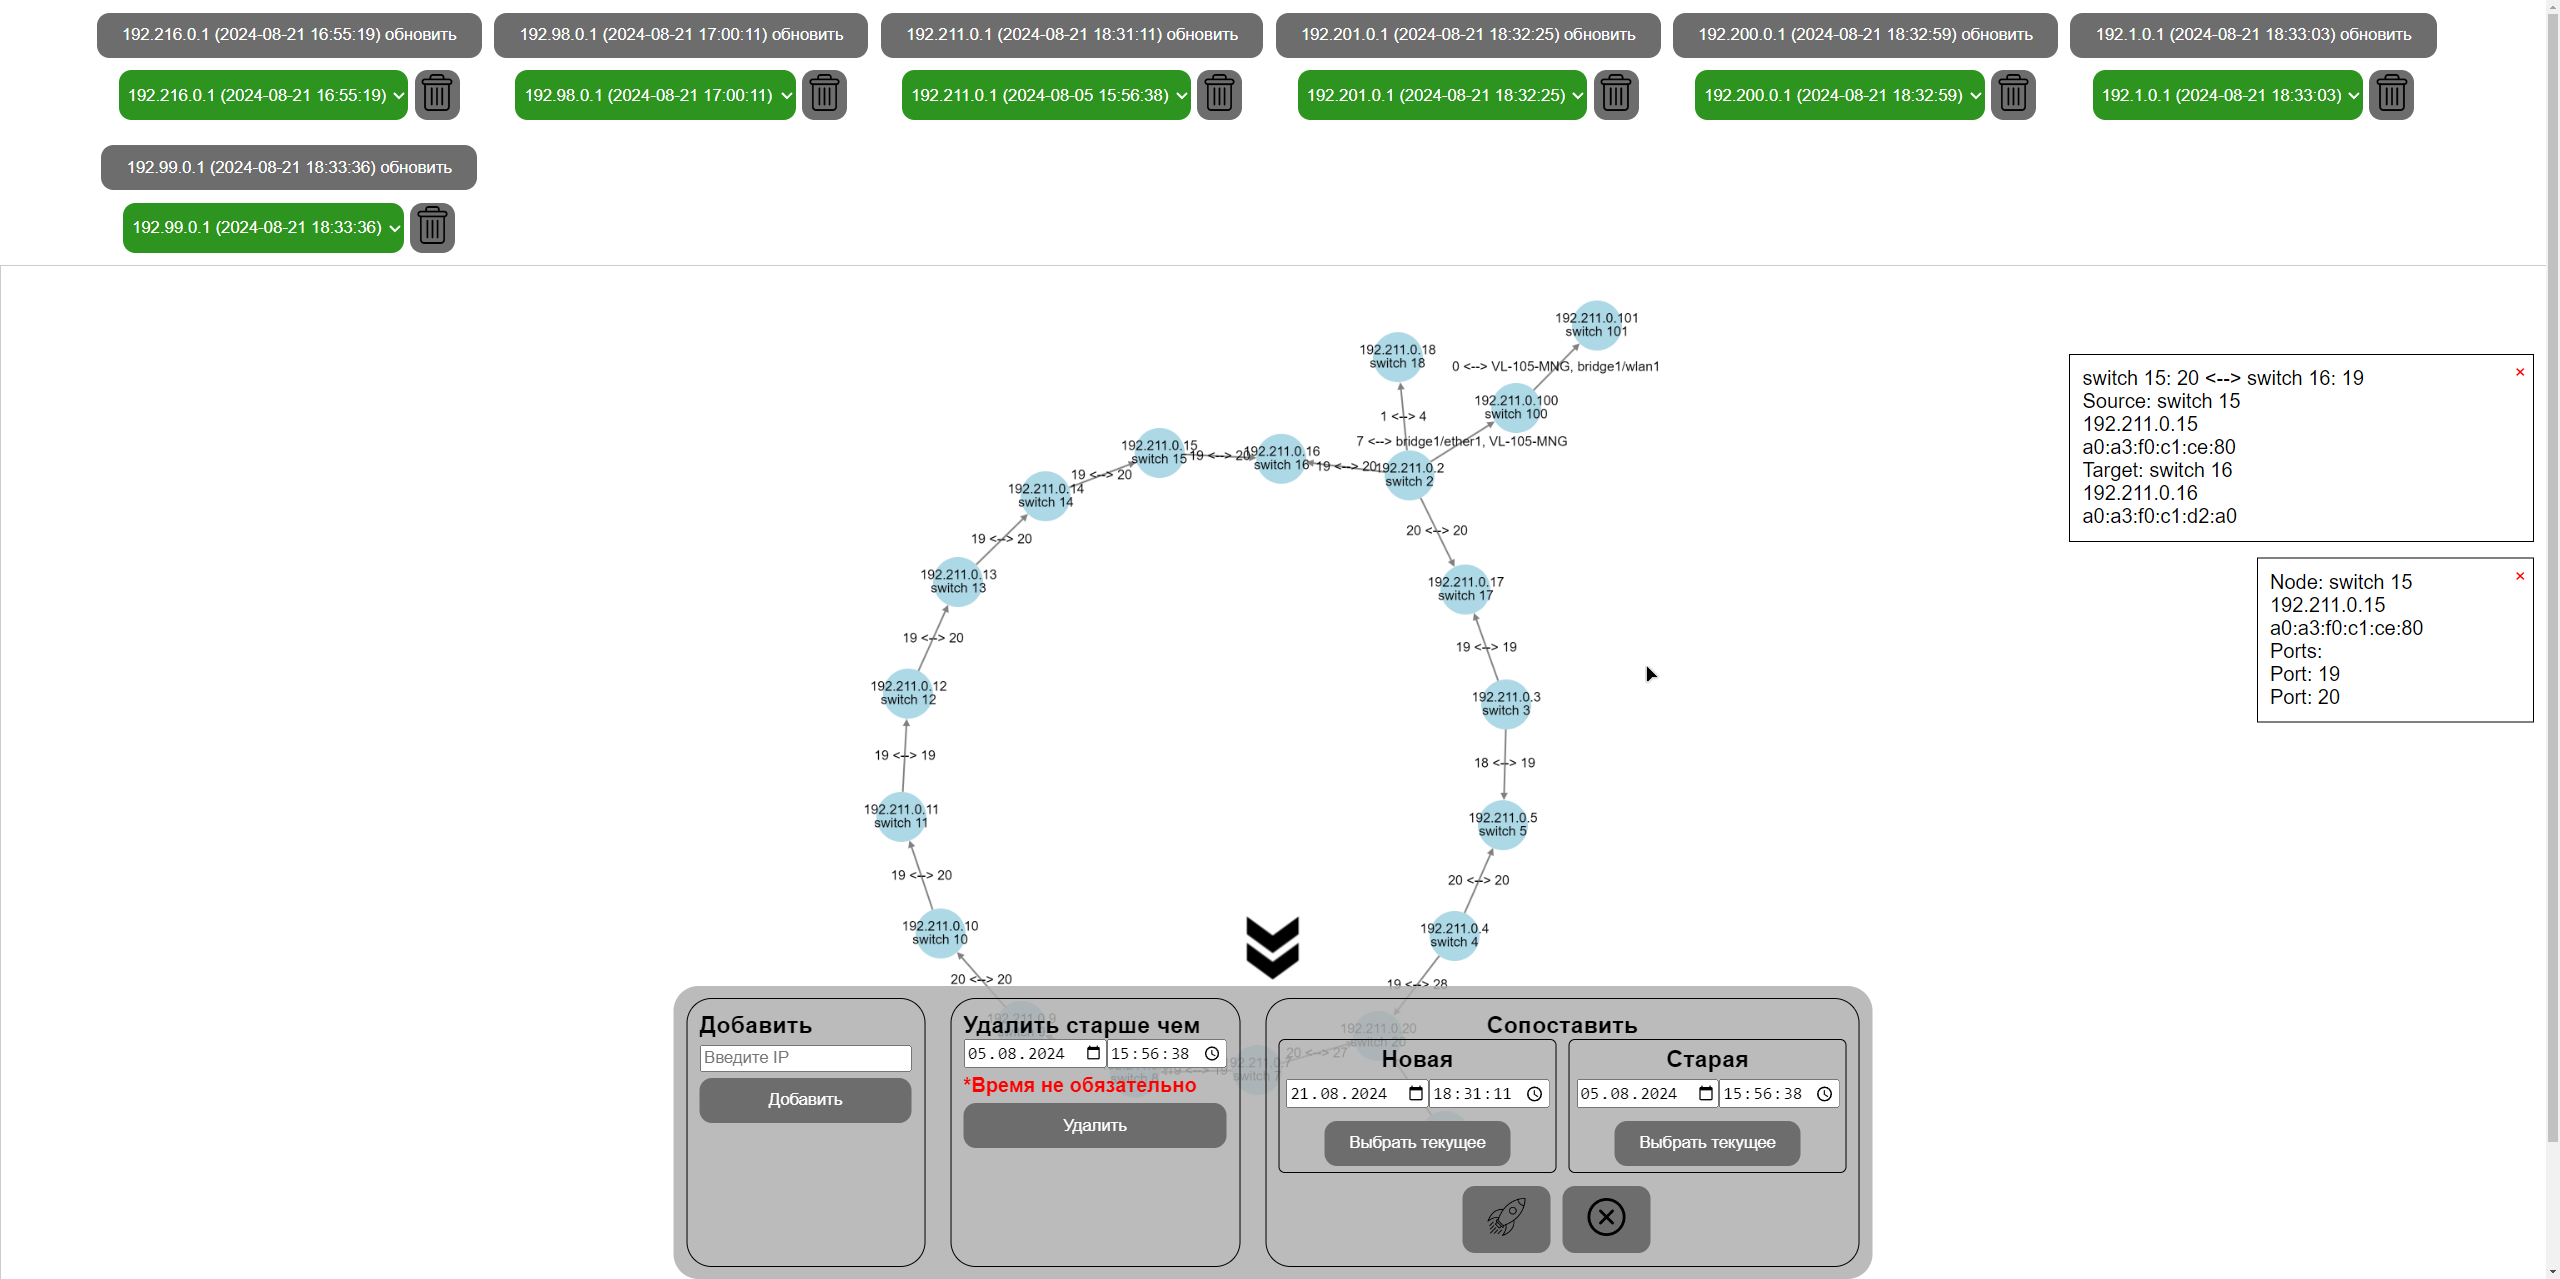 192.216.0.1 (2024-08-21 16:55:19) обновить
192.98.0.1 (2024-08-21 17:00:11) обновить
192.211.0.1 (2024-08-21 18:31:11) обновить
192.201.0.1 (2024-08-21 18:32:25) обновить
192.200.0.1 (2024-08-21 18:32:59) обновить
192.1.0.1 (2024-08-21 18:33:03) обновить
192.216.0.1 (2024-08-21 16:55:19)
192.98.0.1 (2024-08-21 17:00:11)
192.211.0.1 (2024-08-05 15:56:38)
192.201.0.1 (2024-08-21 18:32:25)
192.200.0.1 (2024-08-21 18:32:59)
192.1.0.1 (2024-08-21 18:33:03)
192.99.0.1 (2024-08-21 18:33:36) обновить
192.99.0.1 (2024-08-21 18:33:36)
192.211.0.101
switch 101
192.211.0.18
switch 18
0 <--> VL-105-MNG, bridge1/wlan1
192.211.0.100
switch 100
1 <--> 4
7 <--> bridge1/ether1, VL-105-MNG
192.211.0.15
switch 15
19 <--> 20
192.211.0.16
switch 16
19 <--> 20
192.211.0.2
switch 2
19 <--> 20
192.211.0.14
switch 14
20 <--> 20
19 <--> 20
192.211.0.13
switch 13
192.211.0.17
switch 17
19 <--> 20
19 <--> 19
192.211.0.12
switch 12
192.211.0.3
switch 3
19 <--> 19
18 <--> 19
192.211.0.11
switch 11
192.211.0.5
switch 5
19 <--> 20
20 <--> 20
192.211.0.10
switch 10
192.211.0.4
switch 4
20 <--> 20
19 <--> 28
192.211.0.9
192.211.0.20
switch 20
20 <--> 27
switch 7
switch 8
switch 15: 20 <--> switch 16: 19
Source: switch 15
192.211.0.15
a0:a3:f0:c1:ce:80
Target: switch 16
192.211.0.16
a0:a3:f0:c1:d2:a0
Node: switch 15
192.211.0.15
a0:a3:f0:c1:ce:80
Ports:
Port: 19
Port: 20
Добавить
Введите IP
Добавить
Удалить старше чем
05.08.2024
15:56:38
*Время не обязательно
Удалить
Сопоставить
Новая
21.08.2024
18:31:11
Выбрать текущее
Старая
05.08.2024
15:56:38
Выбрать текущее